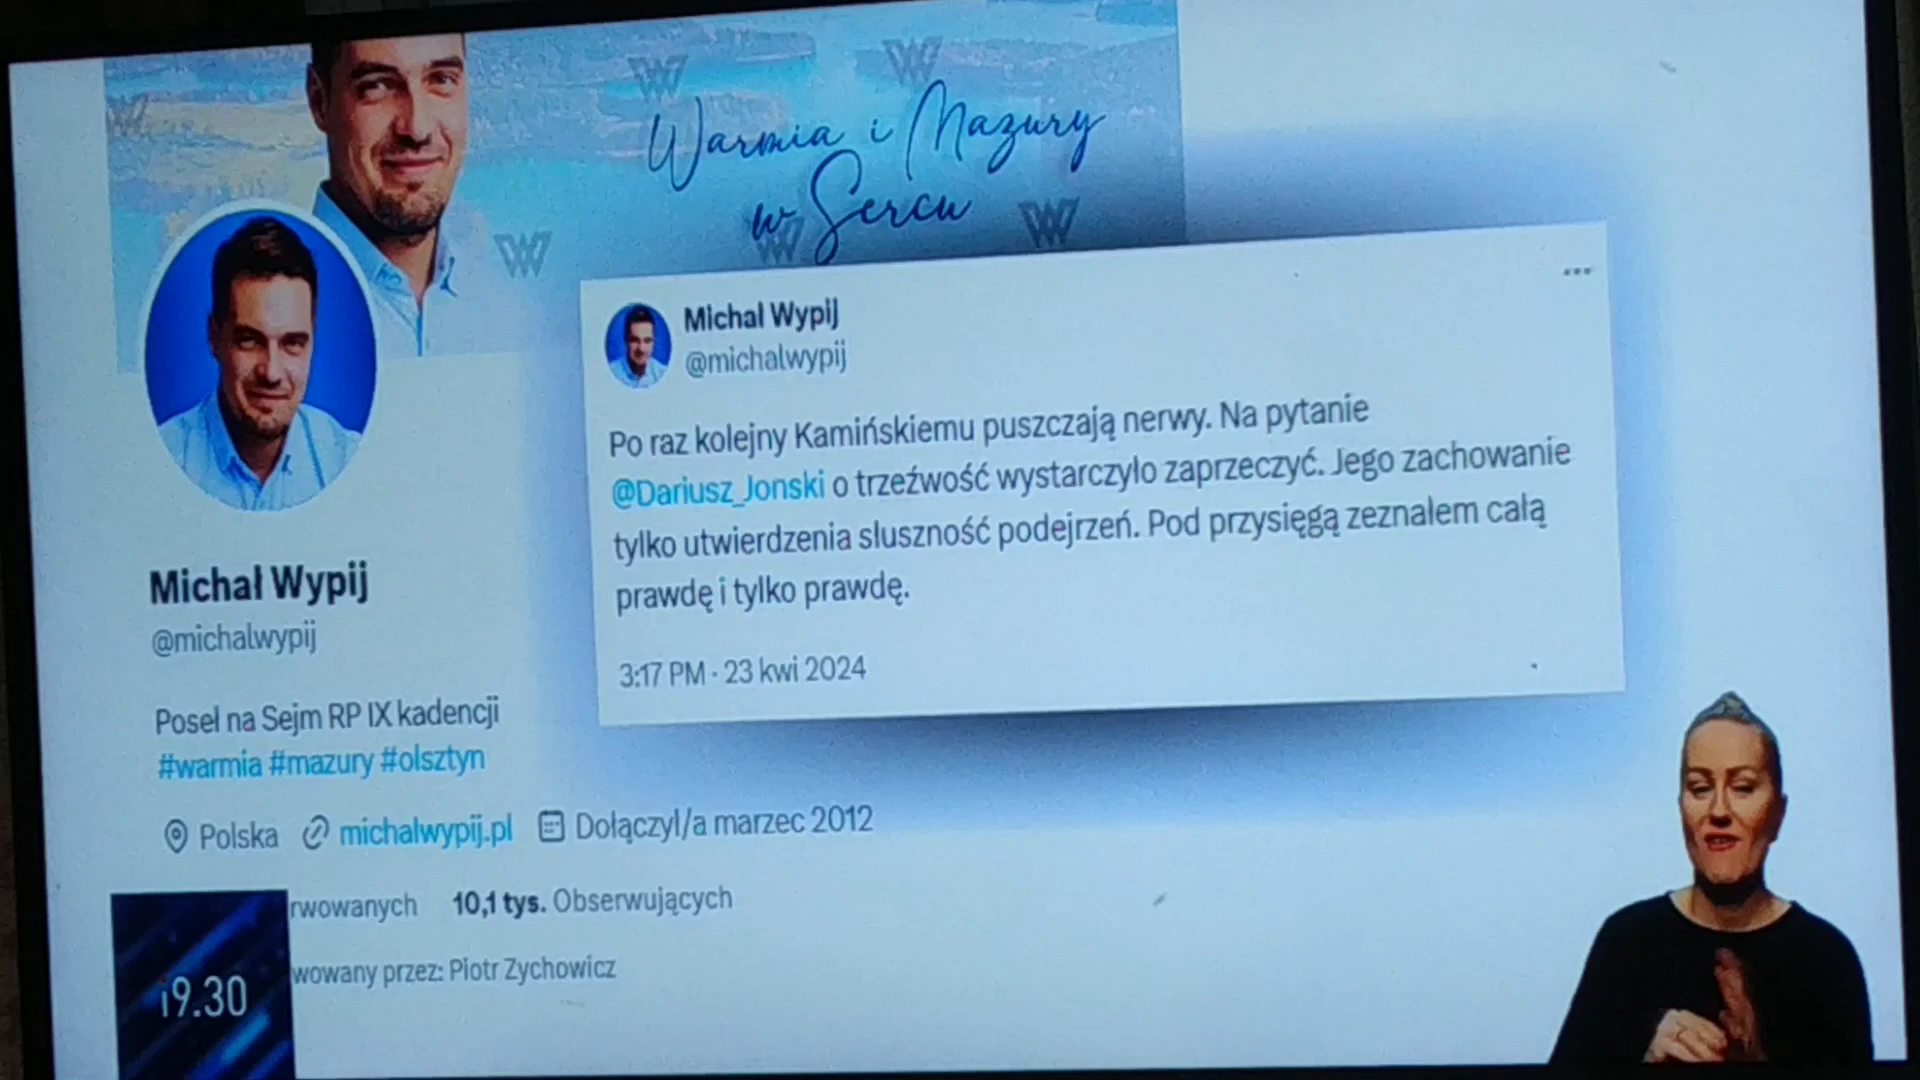 Warmia i Mazury
w Sercu
Michał Wypij
@michalwypij
Po raz kolejny Kamińskiemu puszczają nerwy. Na pytanie
@Dariusz_Jonski o trzeźwość wystarczyło zaprzeczyć. Jego zachowanie
tylko utwierdzenia słuszność podejrzeń. Pod przysięgą zeznałem całą
prawdę i tylko prawdę.
3:17 PM · 23 kwi 2024
Michał Wypij
@michalwypij
Poseł na Sejm RP IX kadencji
#warmia #mazury #olsztyn
Polska michalwypij.pl Dołączył/a marzec 2012
rwowanych 10,1 tys. Obserwujących
wowany przez: Piotr Zychowicz
i9.30